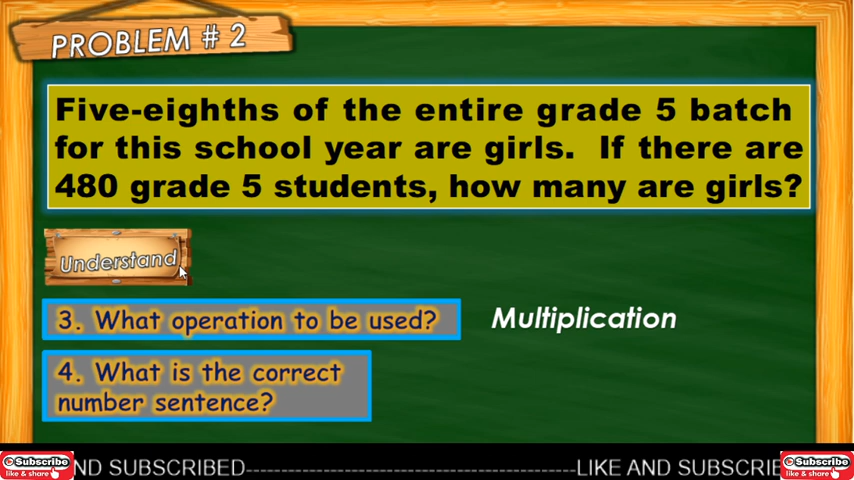 PROBLEM # 2
Five-eighths of the entire grade 5 batch
for this school year are girls. If there are
480 grade 5 students, how many are girls?
Understand
3. What operation to be used?
Multiplication
4. What is the correct
number sentence?
Subscribe
like & share
ND SUBSCRIBED---------------------------------------------LIKE AND SUBSCRIE
Subscribe
like & share